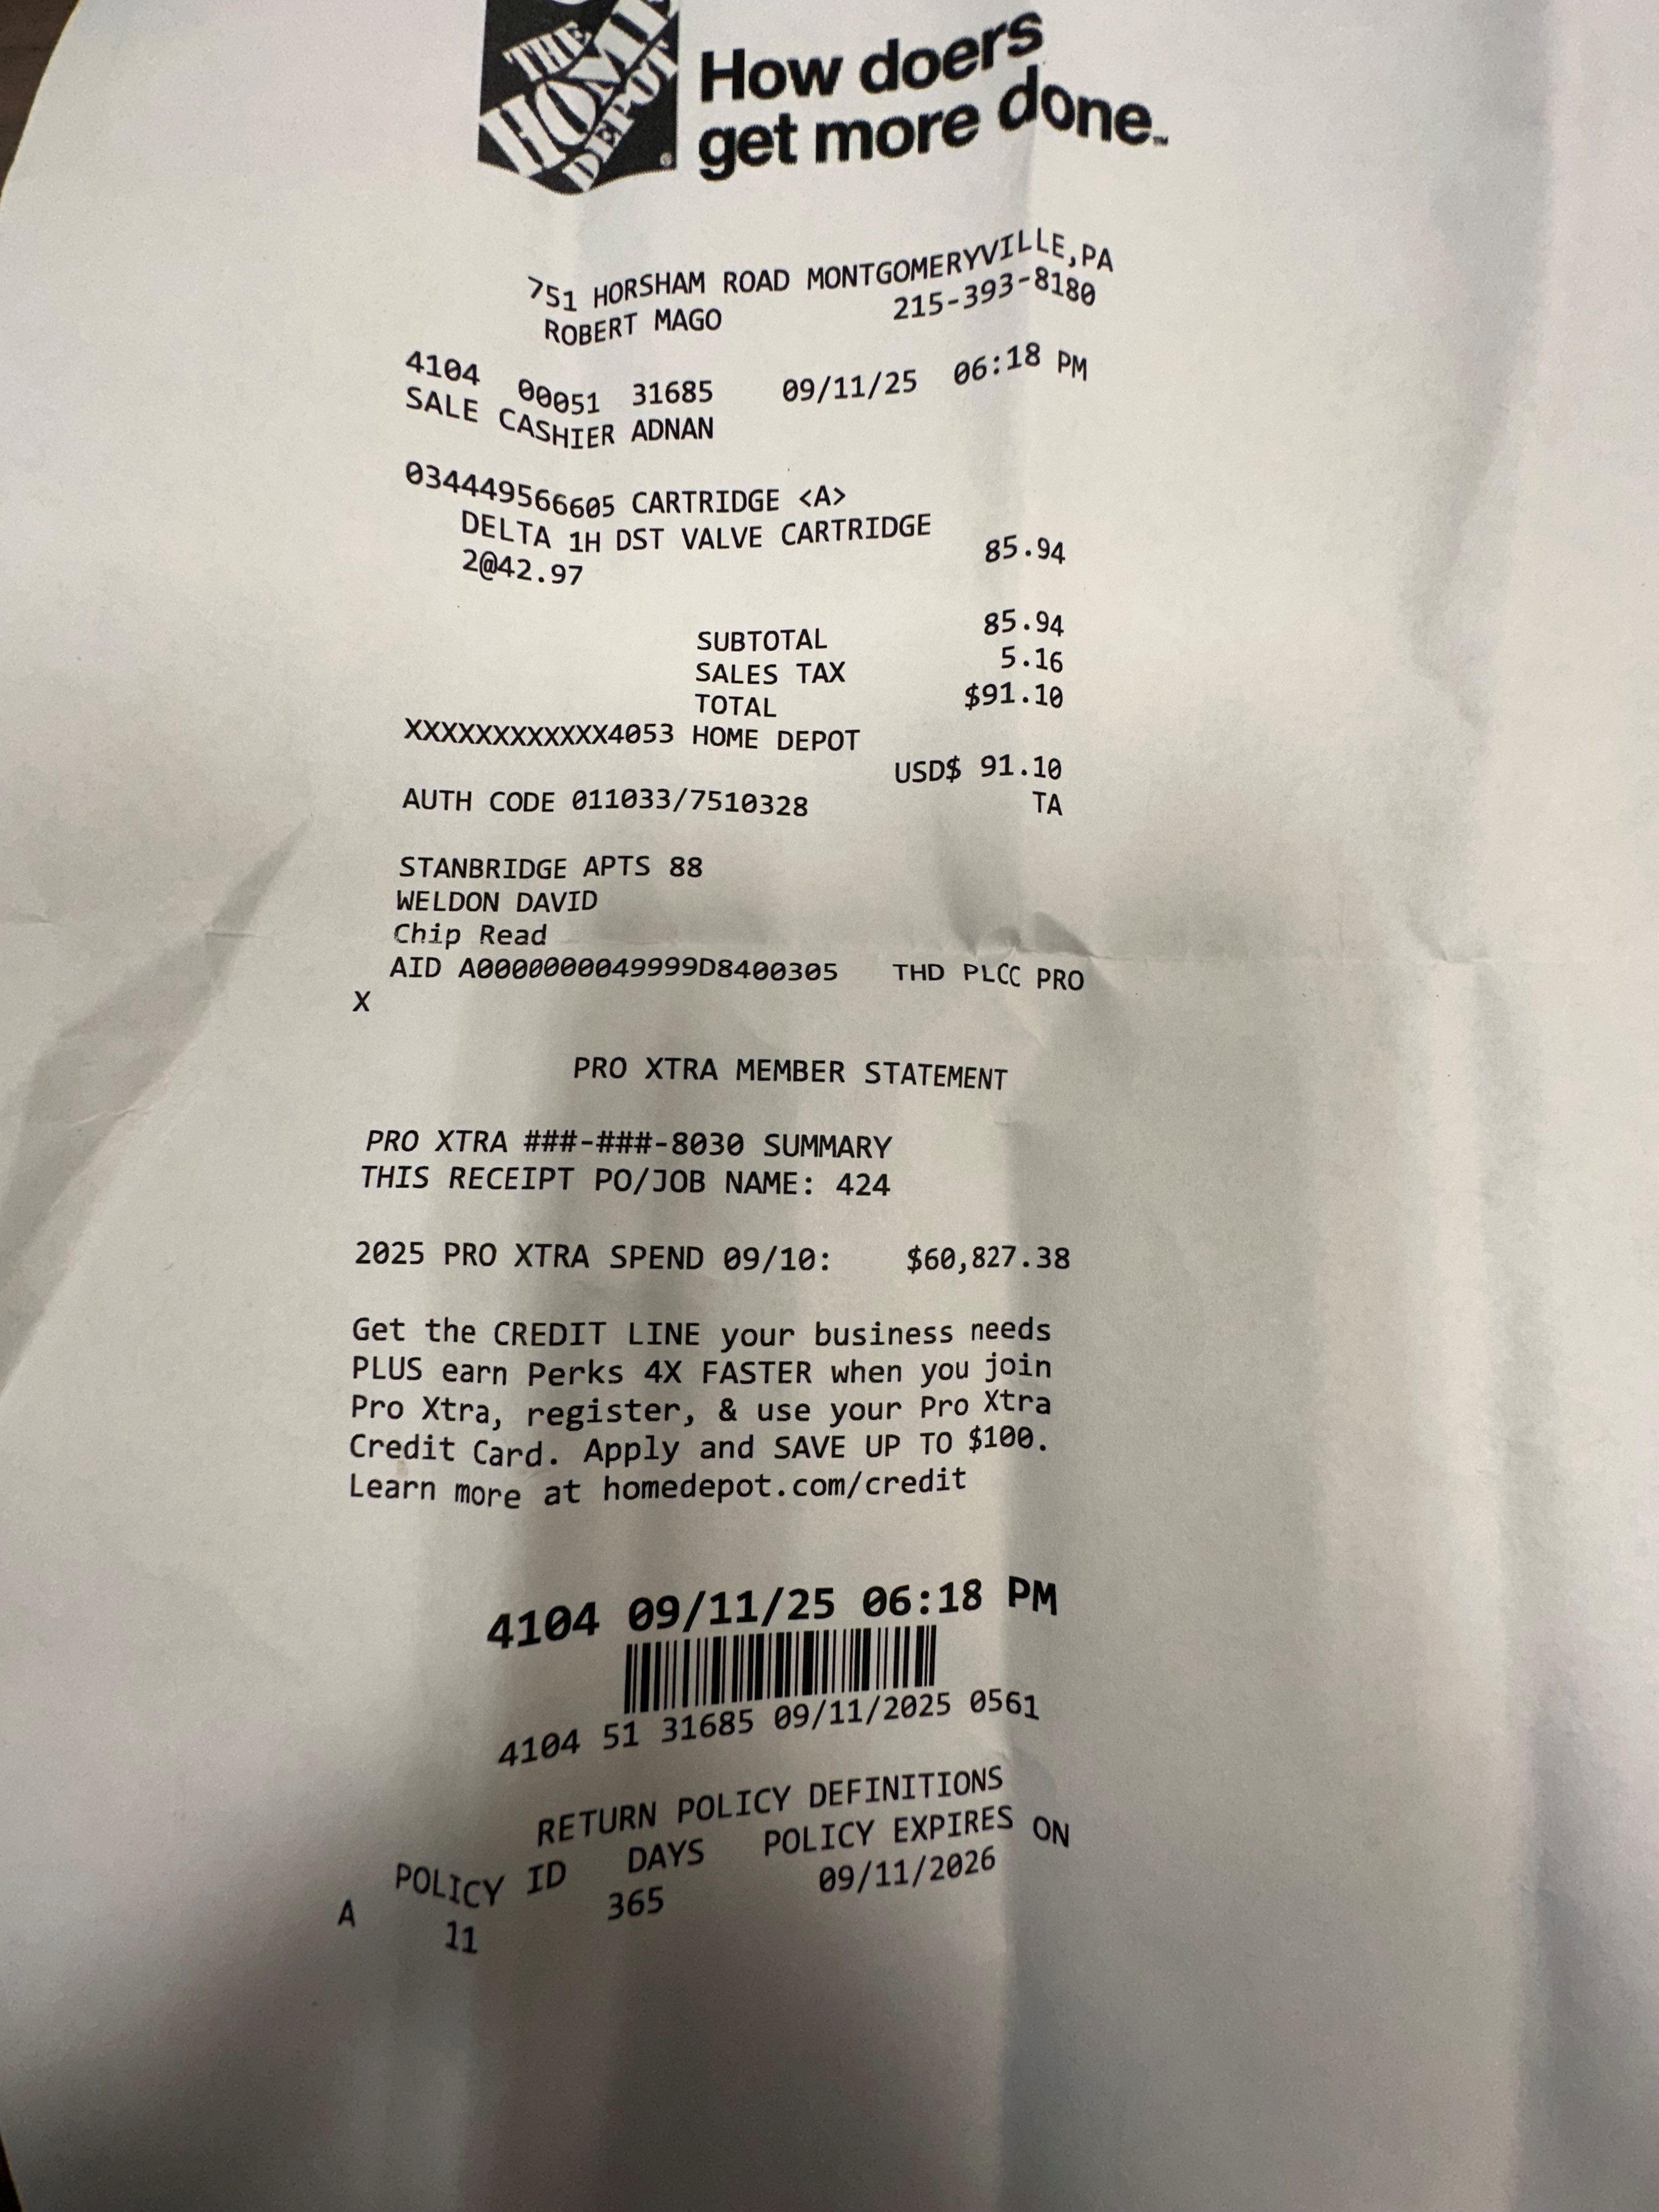 THE HOME DEPOT
How doers
get more done.™
751 HORSHAM ROAD MONTGOMERYVILLE,PA
ROBERT MAGO 215-393-8180
4104 00051 31685 09/11/25 06:18 PM
SALE CASHIER ADNAN
034449566605 CARTRIDGE <A>
DELTA 1H DST VALVE CARTRIDGE
2@42.97 85.94
SUBTOTAL 85.94
SALES TAX 5.16
TOTAL $91.10
XXXXXXXXXXXX4053 HOME DEPOT
USD$ 91.10
AUTH CODE 011033/7510328 TA
STANBRIDGE APTS 88
WELDON DAVID
Chip Read
AID A0000000049999D8400305 THD PLCC PRO
X
PRO XTRA MEMBER STATEMENT
PRO XTRA ###-###-8030 SUMMARY
THIS RECEIPT PO/JOB NAME: 424
2025 PRO XTRA SPEND 09/10: $60,827.38
Get the CREDIT LINE your business needs
PLUS earn Perks 4X FASTER when you join
Pro Xtra, register, & use your Pro Xtra
Credit Card. Apply and SAVE UP TO $100.
Learn more at homedepot.com/credit
4104 09/11/25 06:18 PM
4104 51 31685 09/11/2025 0561
RETURN POLICY DEFINITIONS
POLICY ID DAYS POLICY EXPIRES ON
A 11 365 09/11/2026